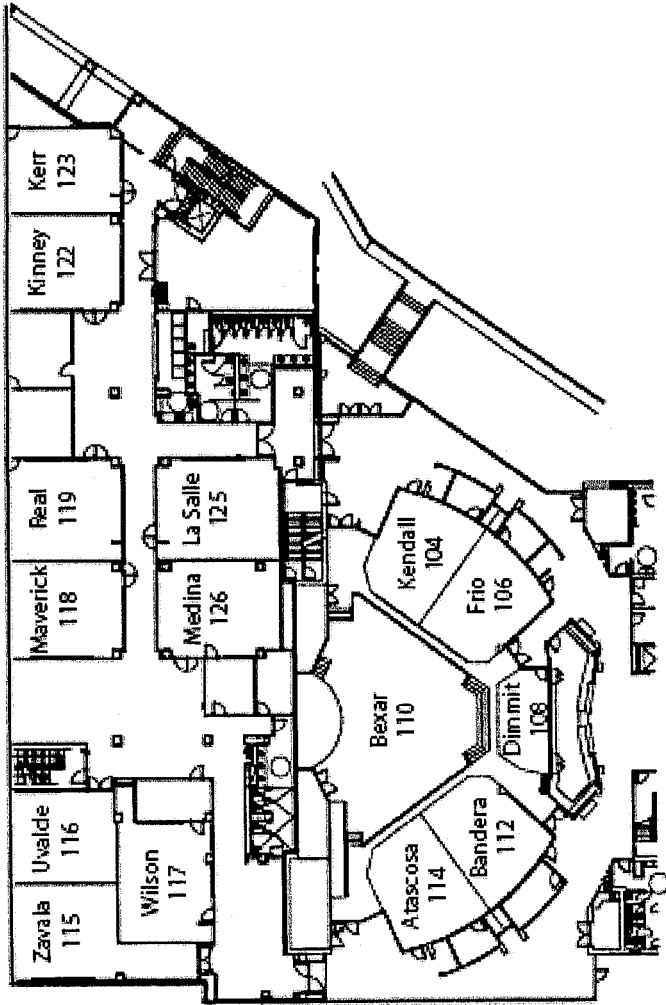 Kerr
123
Kinney
122
Real
119
La Salle
125
Maverick
118
Medina
126
Kendall
104
Frio
106
Bexar
110
Dimmit
108
Uvalde
116
Zavala
115
Wilson
117
Bandera
112
Atascosa
114